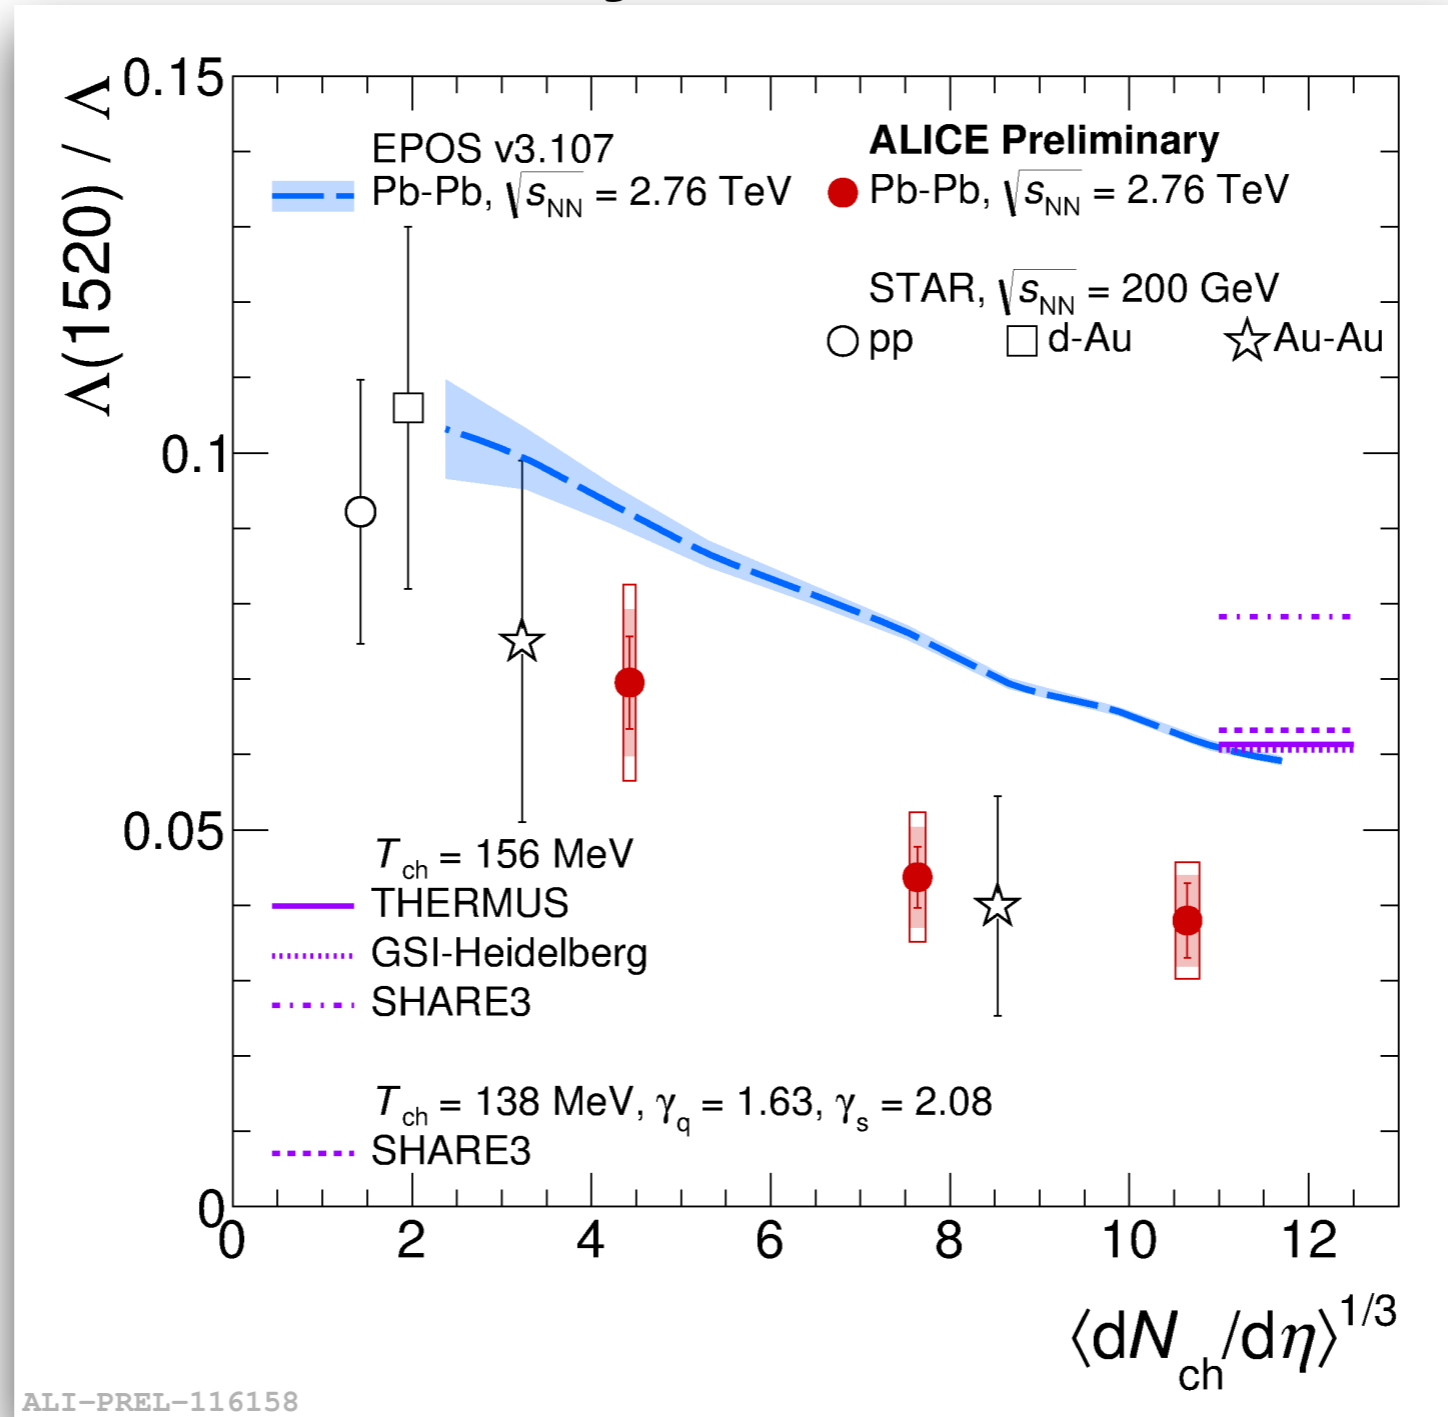 Λ(1520) / Λ
0.15
0.1
0.05
0
EPOS v3.107
Pb-Pb, √sNN = 2.76 TeV
ALICE Preliminary
Pb-Pb, √sNN = 2.76 TeV
STAR, √sNN = 200 GeV
pp d-Au Au-Au
Tch = 156 MeV
THERMUS
GSI-Heidelberg
SHARE3
Tch = 138 MeV, γq = 1.63, γs = 2.08
SHARE3
0 2 4 6 8 10 12
⟨dNch/dη⟩1/3
ALI-PREL-116158